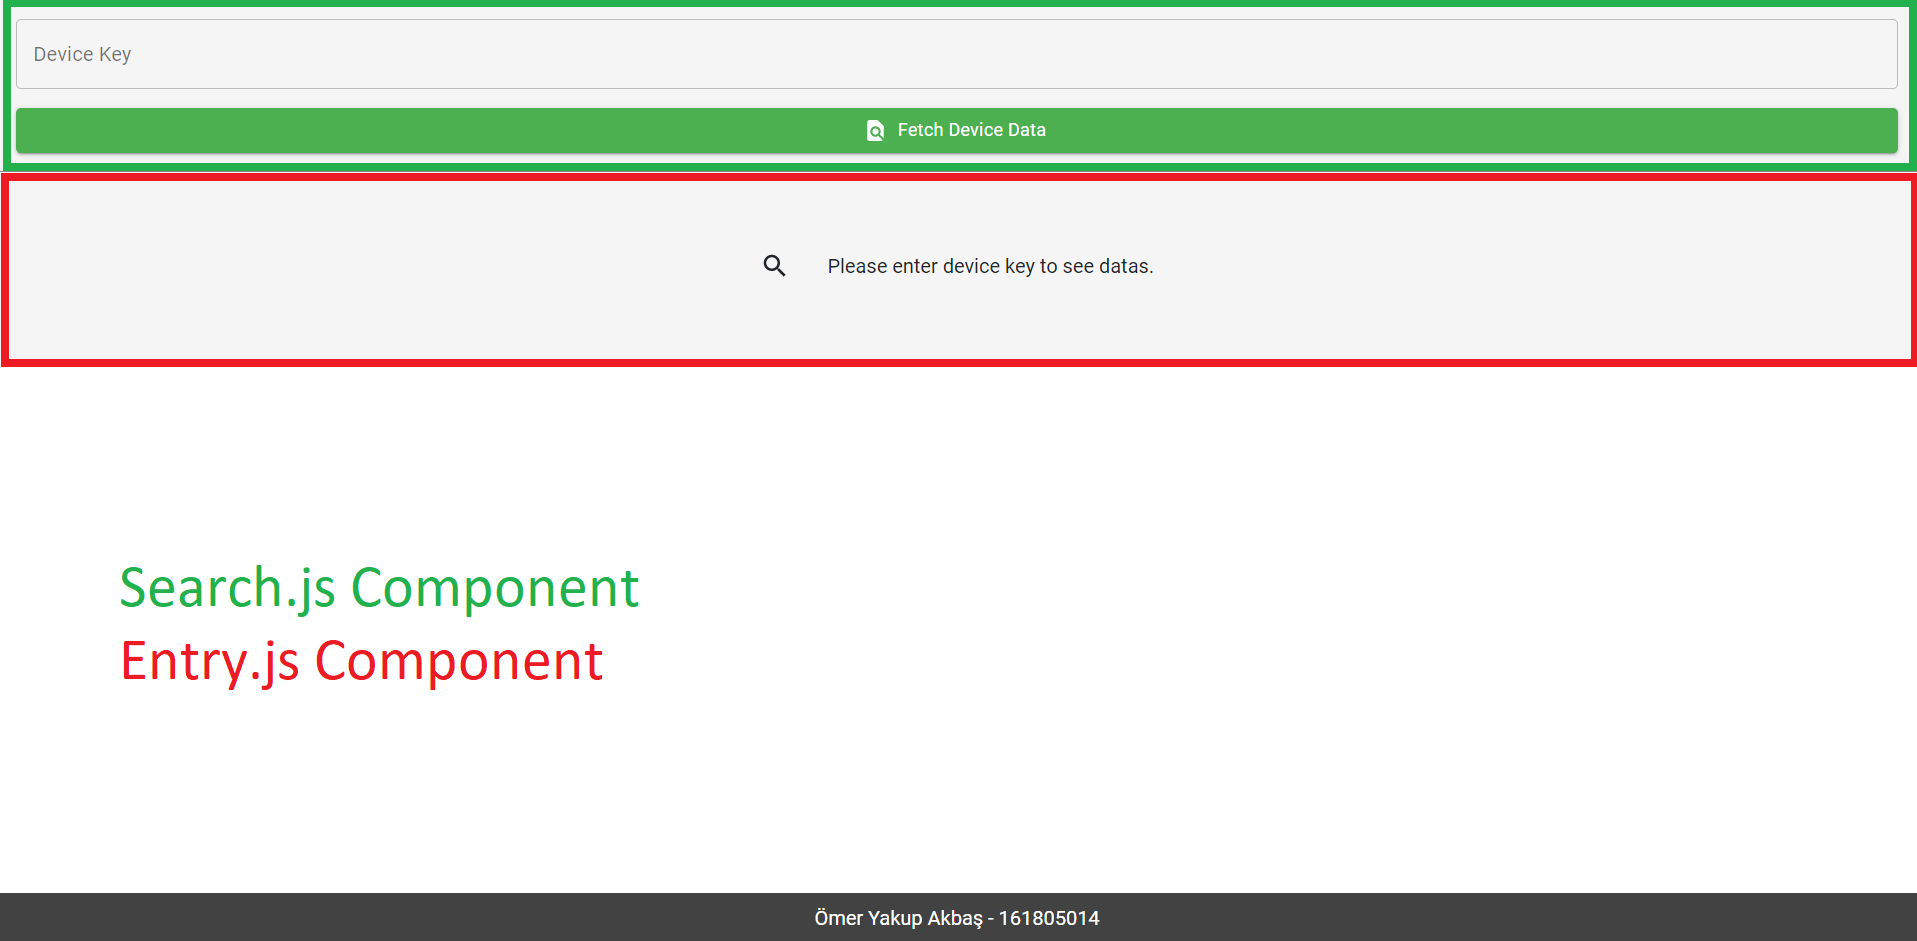 Device Key
Fetch Device Data
Please enter device key to see datas.
Search.js Component
Entry.js Component
Ömer Yakup Akbaş - 161805014